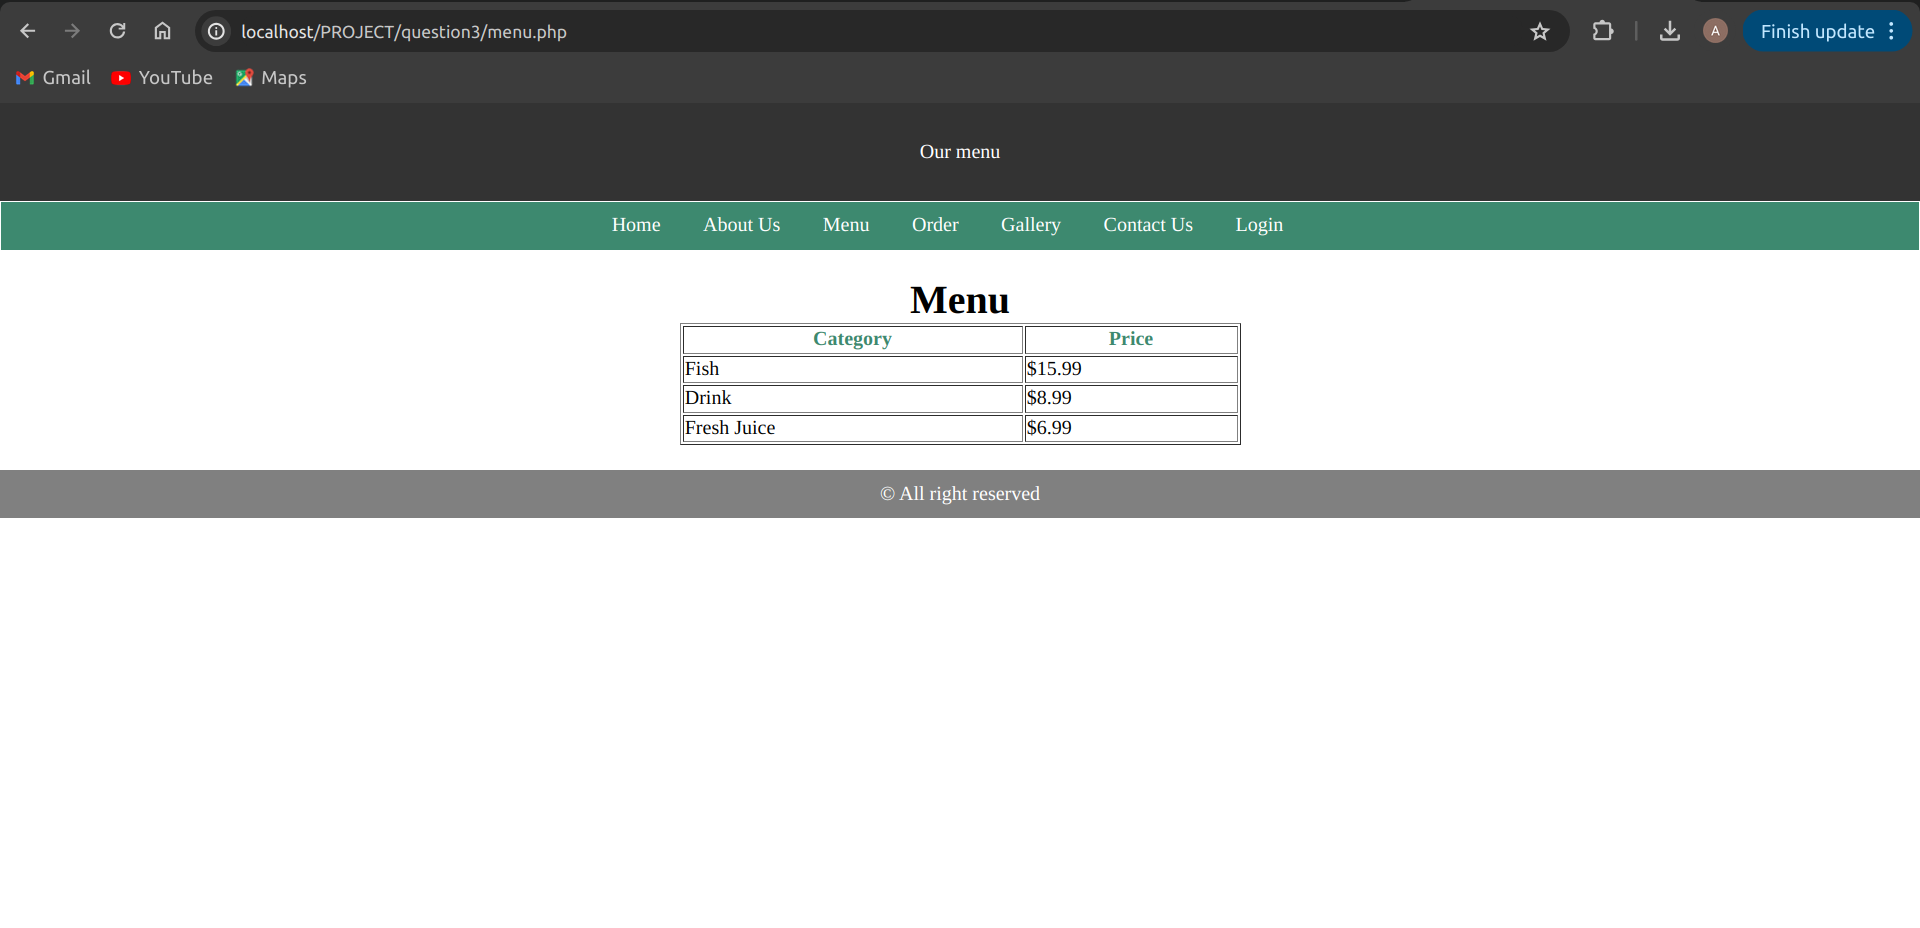 localhost/PROJECT/question3/menu.php
A
Finish update
Gmail YouTube Maps
Our menu
Home About Us Menu Order Gallery Contact Us Login
Menu
Category Price
Fish $15.99
Drink $8.99
Fresh Juice $6.99
© All right reserved